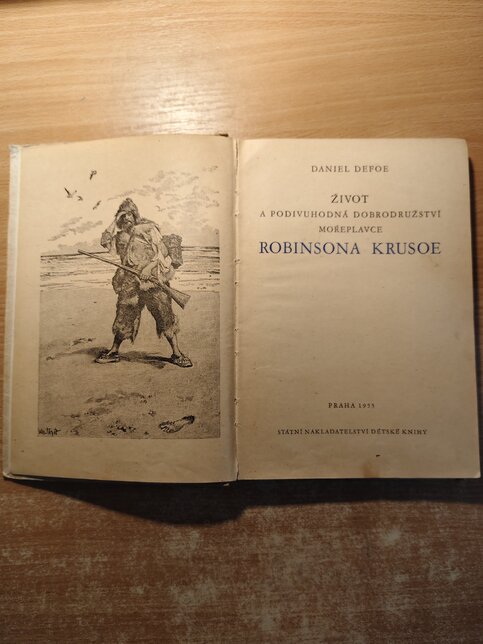 DANIEL DEFOE
ŽIVOT
A PODIVUHODNÁ DOBRODRUŽSTVÍ
MOŘEPLAVCE
ROBINSONA KRUSOE
PRAHA 1955
STÁTNÍ NAKLADATELSTVÍ DĚTSKÉ KNIHY